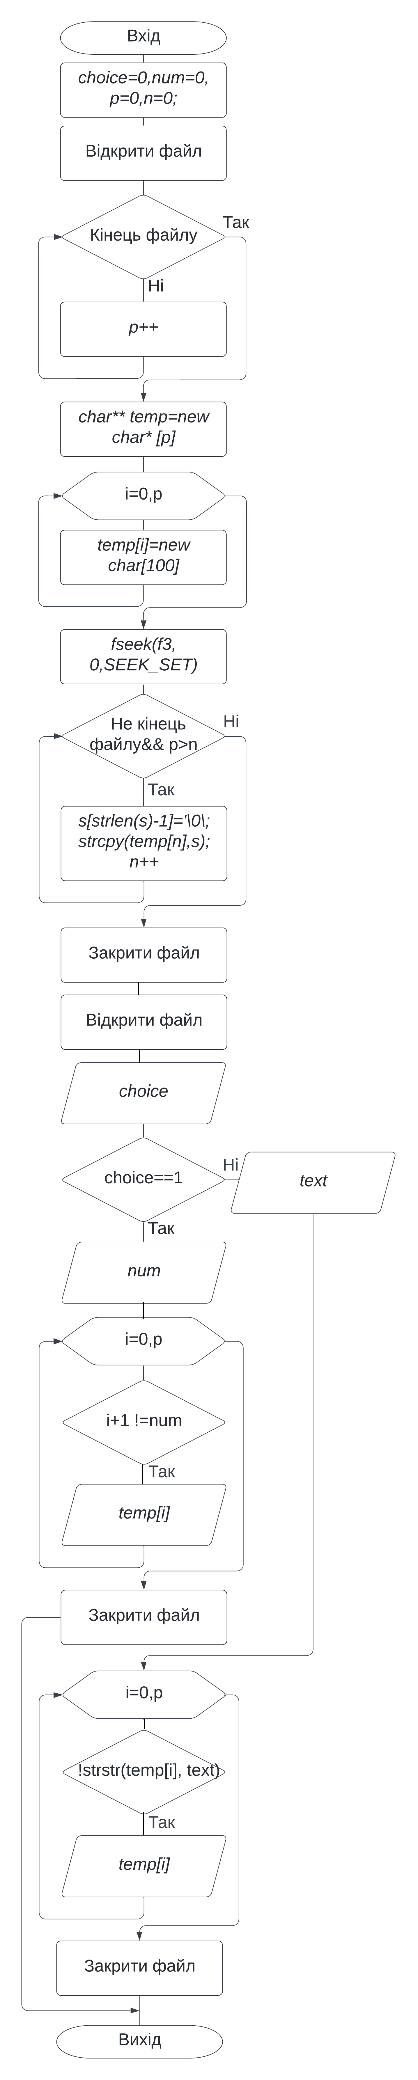 Вхід
choice=0,num=0,
p=0,n=0;
Відкрити файл
Так
Кінець файлу
Ні
p++
char** temp=new
char* [p]
i=0,p
temp[i]=new
char[100]
fseek(f3,
0,SEEK_SET)
Не кінець
файлу&& p>n
Ні
Так
s[strlen(s)-1]='\0\;
strcpy(temp[n],s);
n++
Закрити файл
Відкрити файл
choice
choice==1
Ні
text
Так
num
i=0,p
i+1 !=num
Так
temp[i]
Закрити файл
i=0,p
!strstr(temp[i], text)
Так
temp[i]
Закрити файл
Вихід